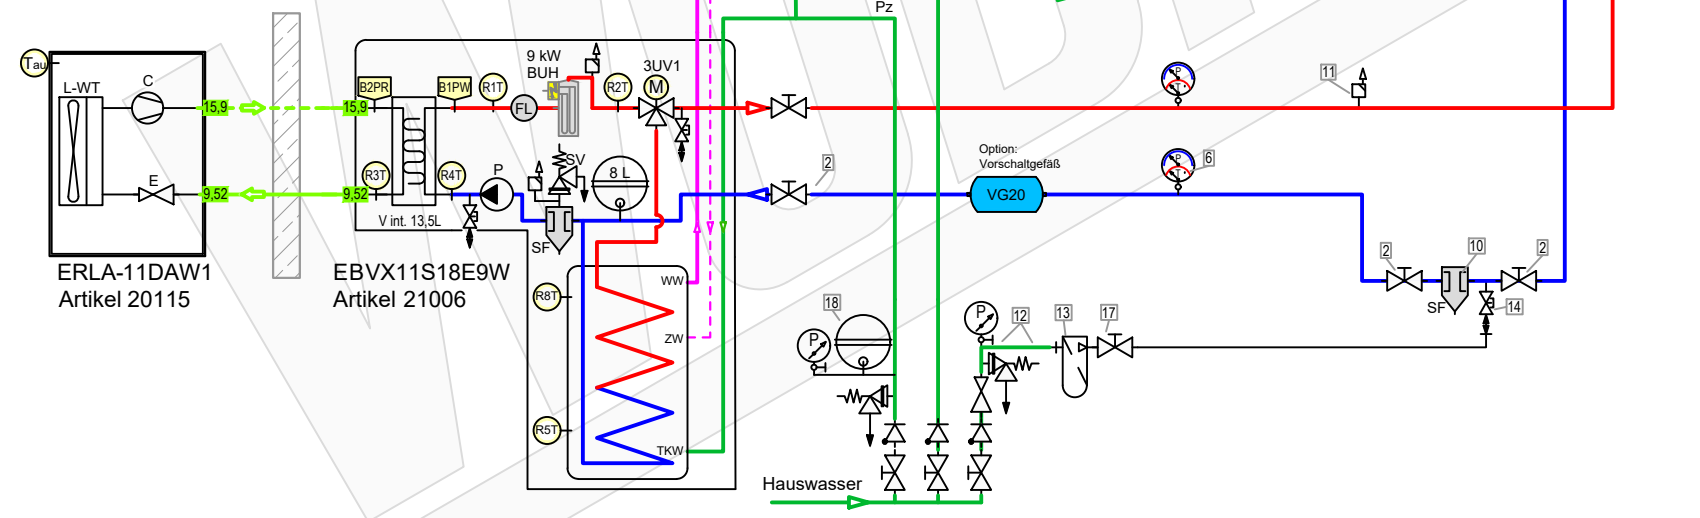 Pz
Tau
L-WT
C
E
15,9
9,52
ERLA-11DAW1
Artikel 20115
15,9
9,52
B2PR
B1PW
R1T
FL
9 kW
BUH
R2T
3UV1
M
R3T
R4T
P
SV
8 L
V int. 13,5L
SF
EBVX11S18E9W
Artikel 21006
R8T
R5T
WW
ZW
TKW
2
Option:
Vorschaltgefäß
VG20
P
T
P
T
6
11
2
10
2
SF
14
18
P
P
12
13
17
Hauswasser